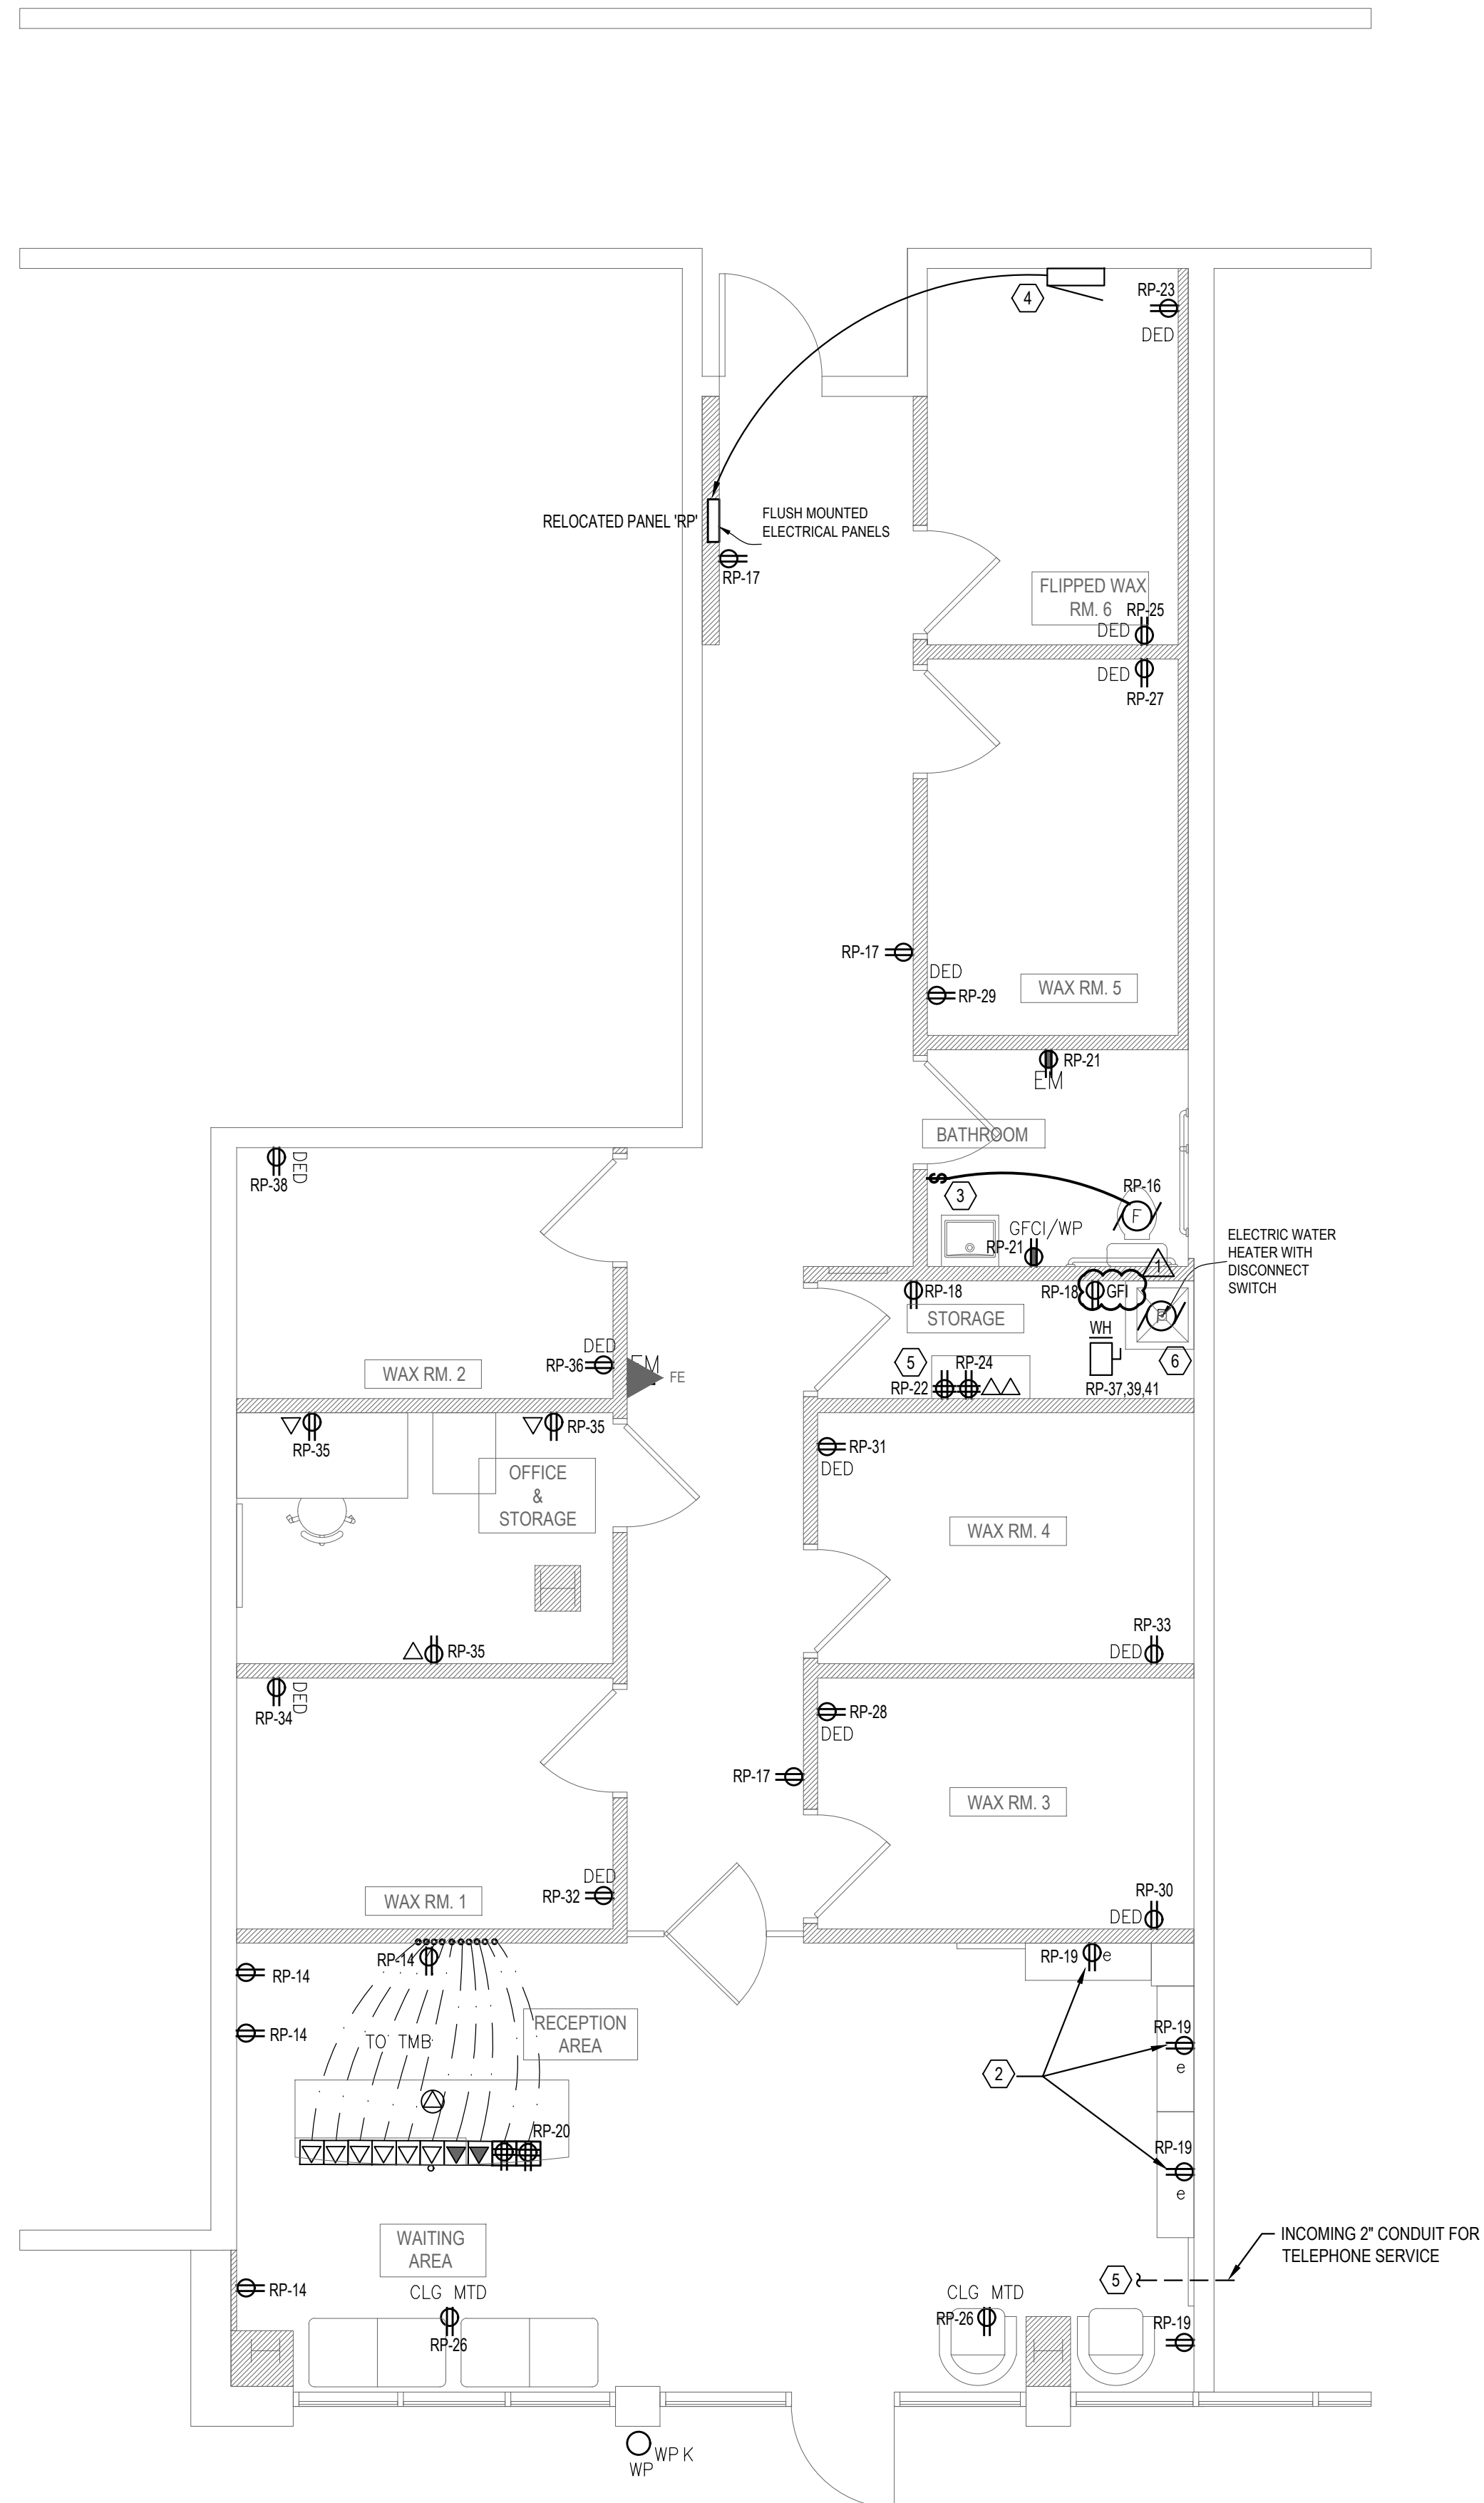 4
RP-23
DED
RELOCATED PANEL 'RP'
FLUSH MOUNTED
ELECTRICAL PANELS
RP-17
FLIPPED WAX
RM. 6
RP-25
DED
DED
RP-27
RP-17
DED
RP-29
WAX RM. 5
RP-21
EM
BATHROOM
DED
RP-38
3
RP-16
F
GFCI/WP
RP-21
ELECTRIC WATER
HEATER WITH
DISCONNECT
SWITCH
1
RP-18
RP-18
GFI
STORAGE
WH
5
RP-24
RP-22
6
RP-37,39,41
DED
RP-36
EM
FE
WAX RM. 2
RP-35
RP-35
OFFICE
&
STORAGE
RP-31
DED
WAX RM. 4
RP-35
RP-33
DED
DED
RP-34
RP-28
DED
RP-17
WAX RM. 3
DED
RP-32
WAX RM. 1
RP-30
DED
RP-14
RP-14
RP-14
RP-19
e
RECEPTION
AREA
TO TMB
RP-19
e
2
RP-20
RP-19
e
WAITING
AREA
INCOMING 2" CONDUIT FOR
TELEPHONE SERVICE
5
RP-14
CLG MTD
RP-26
CLG MTD
RP-26
RP-19
WP K
WP